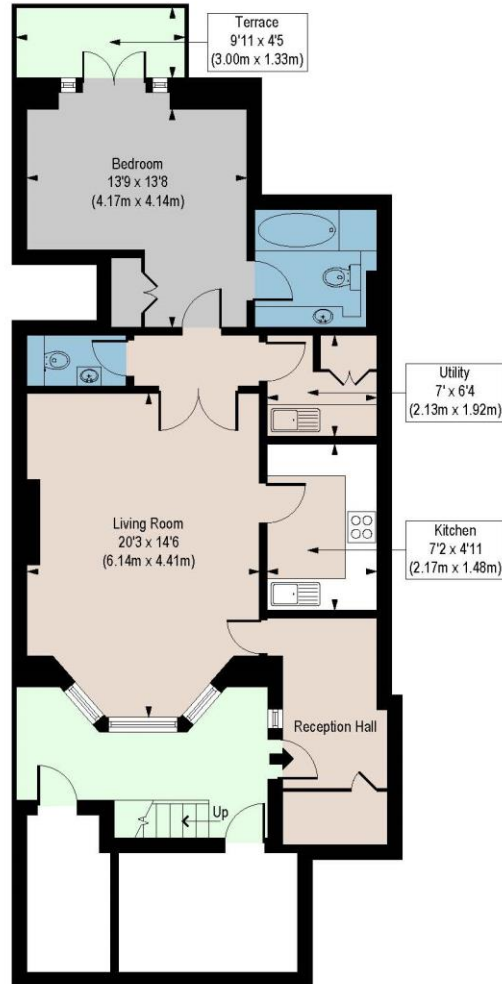 Terrace
9'11 x 4'5
(3.00m x 1.33m)
Bedroom
13'9 x 13'8
(4.17m x 4.14m)
Utility
7' x 6'4
(2.13m x 1.92m)
Living Room
20'3 x 14'6
(6.14m x 4.41m)
Kitchen
7'2 x 4'11
(2.17m x 1.48m)
Reception Hall
Up